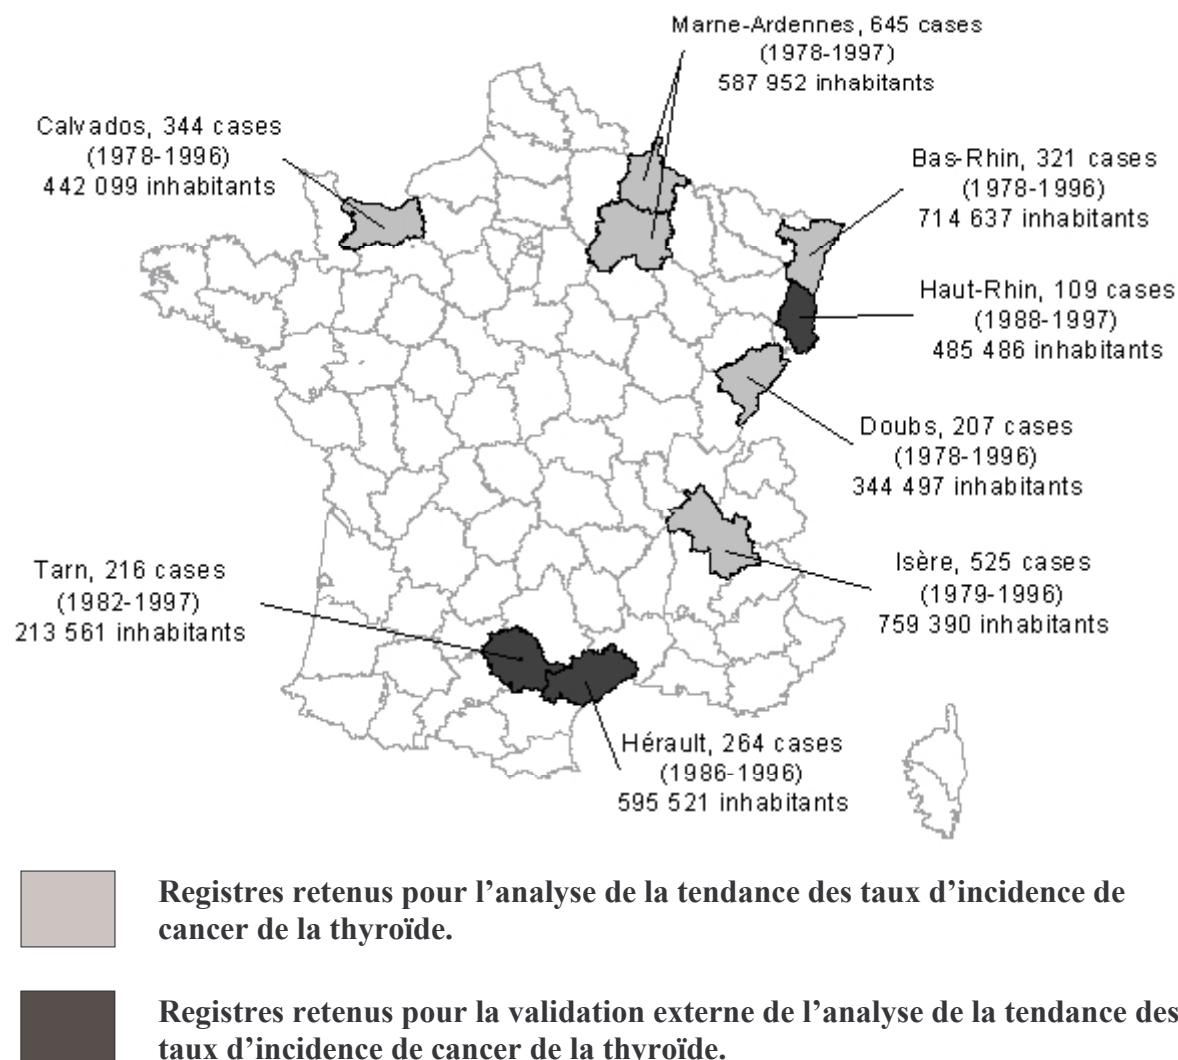 Marne-Ardennes, 645 cases
(1978-1997)
587 952 inhabitants
Calvados, 344 cases
(1978-1996)
442 099 inhabitants
Bas-Rhin, 321 cases
(1978-1996)
714 637 inhabitants
Haut-Rhin, 109 cases
(1988-1997)
485 486 inhabitants
Doubs, 207 cases
(1978-1996)
344 497 inhabitants
Isère, 525 cases
(1979-1996)
759 390 inhabitants
Tarn, 216 cases
(1982-1997)
213 561 inhabitants
Hérault, 264 cases
(1986-1996)
595 521 inhabitants
Registres retenus pour l’analyse de la tendance des taux d’incidence de
cancer de la thyroïde.
Registres retenus pour la validation externe de l’analyse de la tendance des
taux d’incidence de cancer de la thyroïde.